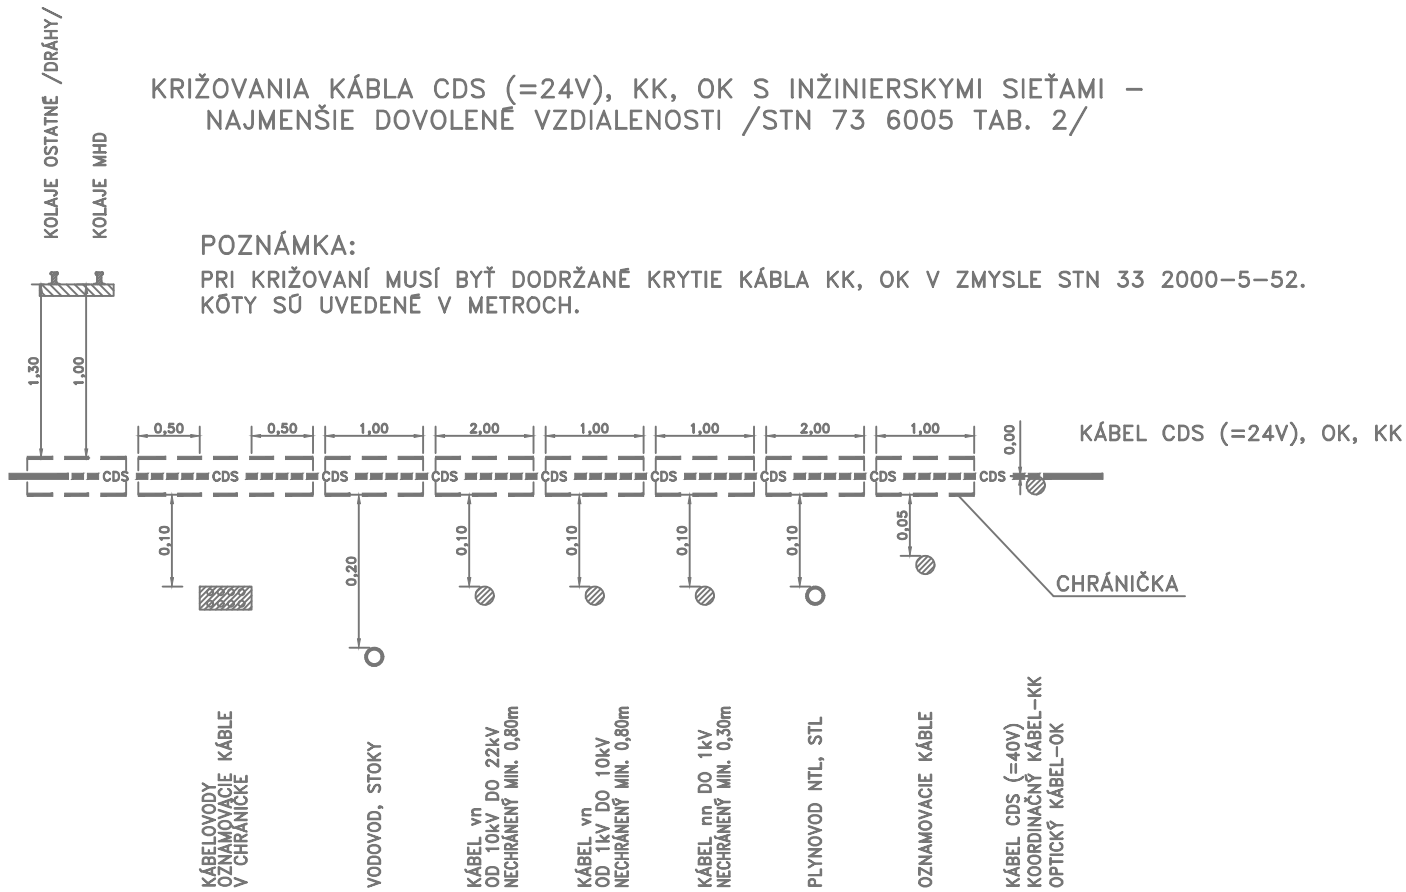 KRIŽOVANIA KÁBLA CDS (=24V), KK, OK S INŽINIERSKYMI SIEŤAMI –
NAJMENŠIE DOVOLENÉ VZDIALENOSTI /STN 73 6005 TAB. 2/
KOLAJE OSTATNÉ /DRÁHY/
KOLAJE MHD
POZNÁMKA:
PRI KRIŽOVANÍ MUSÍ BYŤ DODRŽANÉ KRYTIE KÁBLA KK, OK V ZMYSLE STN 33 2000-5-52.
KÓTY SÚ UVEDENÉ V METROCH.
1,30
1,00
0,50
0,50
1,00
2,00
1,00
1,00
2,00
1,00
0,00
KÁBEL CDS (=24V), OK, KK
CDS
CDS
CDS
CDS
CDS
CDS
CDS
CDS
CDS
0,10
0,20
0,10
0,10
0,10
0,10
0,05
CHRÁNIČKA
KÁBELOVODY
OZNAMOVACIE KÁBLE
V CHRÁNIČKE
VODOVOD, STOKY
KÁBEL vn
OD 10kV DO 22kV
NECHRÁNENÝ MIN. 0,80m
KÁBEL vn
OD 1kV DO 10kV
NECHRÁNENÝ MIN. 0,80m
KÁBEL nn DO 1kV
NECHRÁNENÝ MIN. 0,30m
PLYNOVOD NTL, STL
OZNAMOVACIE KÁBLE
KÁBEL CDS (=40V)
KOORDINAČNÝ KÁBEL-KK
OPTICKÝ KÁBEL-OK